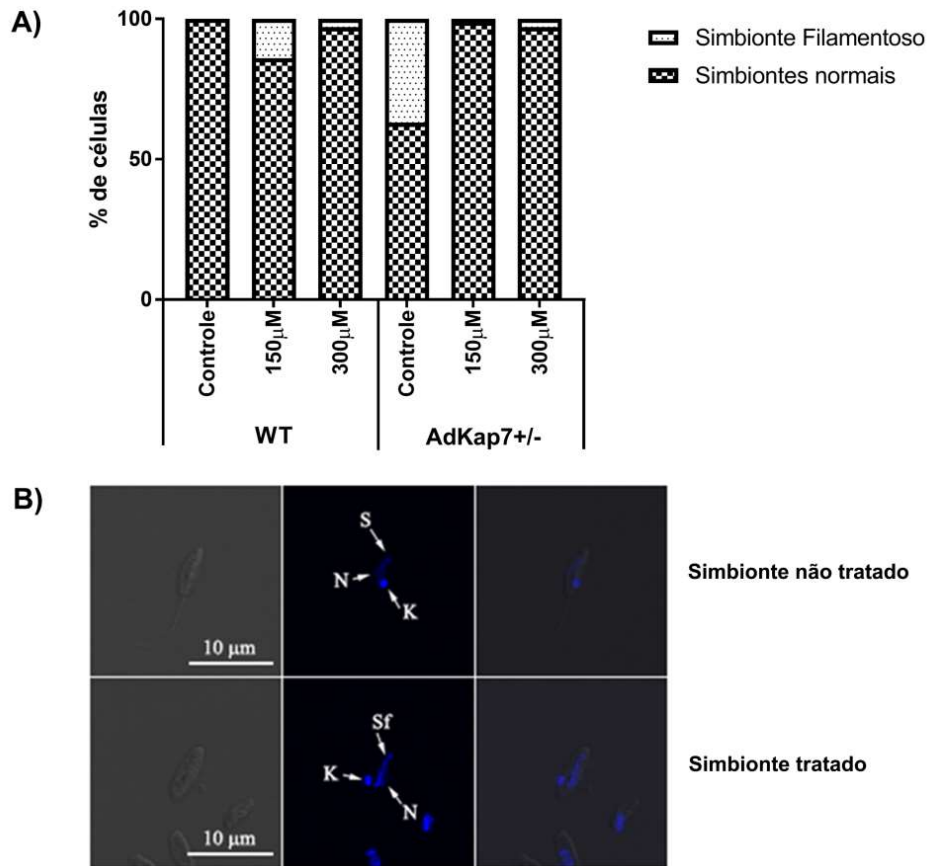 A)
% de células
100
50
0
Controle
150µM
300µM
Controle
150µM
300µM
WT
AdKap7+/-
Simbionte Filamentoso
Simbiontes normais
B)
S
N
K
10 µm
Simbionte não tratado
Sf
K
N
10 µm
Simbionte tratado